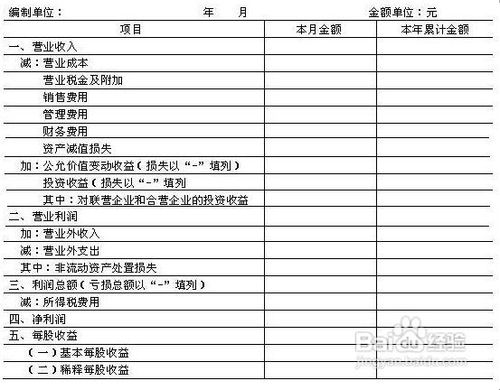 编制单位： 年 月 金额单位：元
项目 本月金额 本年累计金额
一、营业收入
减：营业成本
营业税金及附加
销售费用
管理费用
财务费用
资产减值损失
加：公允价值变动收益(损失以“-”填列)
投资收益(损失以“-”填列
其中：对联营企业和合营企业的投资收益
二、营业利润
加：营业外收入
减：营业外支出
其中：非流动资产处置损失
三、利润总额(亏损总额以“-”填列)
减：所得税费用
四、净利润
五、每股收益
(一)基本每股收益
(二)稀释每股收益
Baidu经验